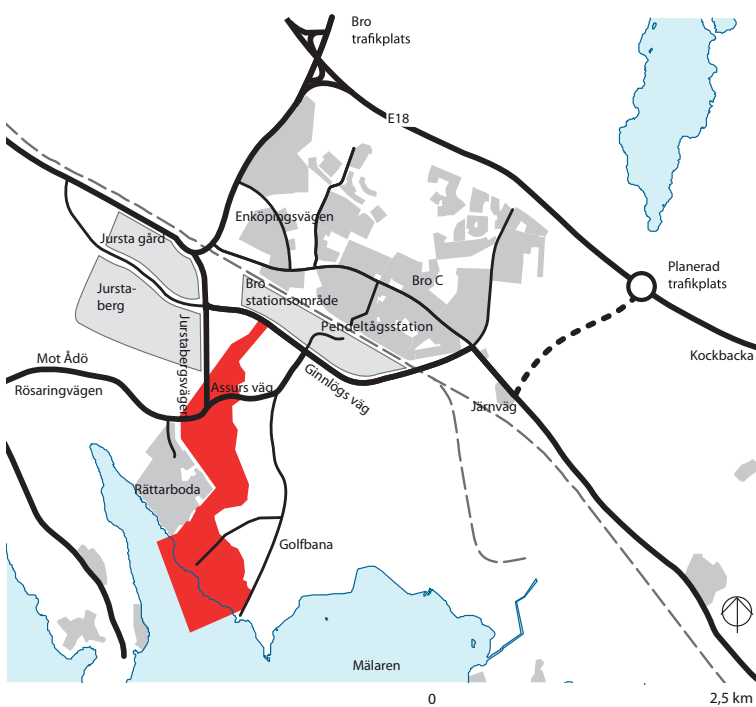 Bro
trafikplats
E18
Enköpingsvägen
Jursta gård
Bro C
Planerad
trafikplats
Jursta-
berg
Bro
stationsområde
Pendeltågsstation
Jurstabergsvägen
Mot Ådö
Kockbacka
Rösaringvägen
Assurs väg
Ginnlögs väg
Järnväg
Rättarboda
Golfbana
Mälaren
0
2,5 km